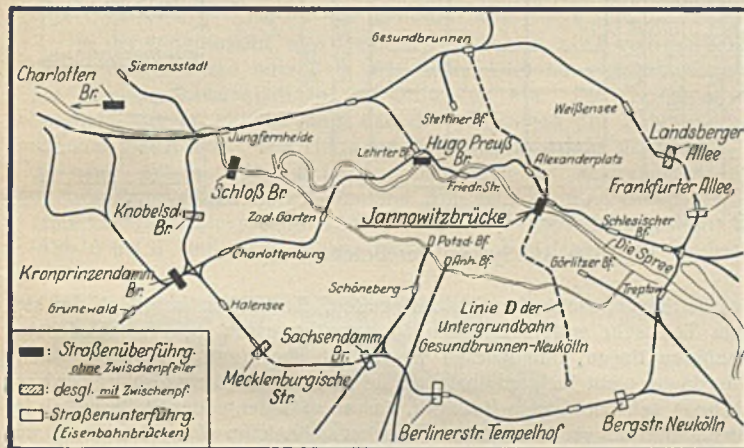 Gesundbrunnen
Siemensstadt
Charlotten
Br.
Stettiner Bf.
Weißensee
Jungfernheide
Lehrter Bf.
Hugo Preuß
Br.
Landsberger
Allee
Alexanderplatz
Schloß Br.
Friedr. Str.
Frankfurter Allee,
Knobelsd.
Br.
Zool. Garten
Jannowitzbrücke
Schlesischer
Bf.
Potsd. Bf.
Die Spree
Charlottenburg
Anh. Bf.
Görlitzer Bf.
Kronprinzendamm
Br.
Schöneberg
Treptow
Grunewald
Halensee
Linie D der
Untergrundbahn
Gesundbrunnen-Neukölln
Sachsendamm
Br.
Mecklenburgische
Str.
Berlinerstr. Tempelhof
Bergstr. Neukölln
: Straßenüberführg.
ohne Zwischenpfeiler
: desgl. mit Zwischenpf.
: Straßenunterführg.
(Eisenbahnbrücken)